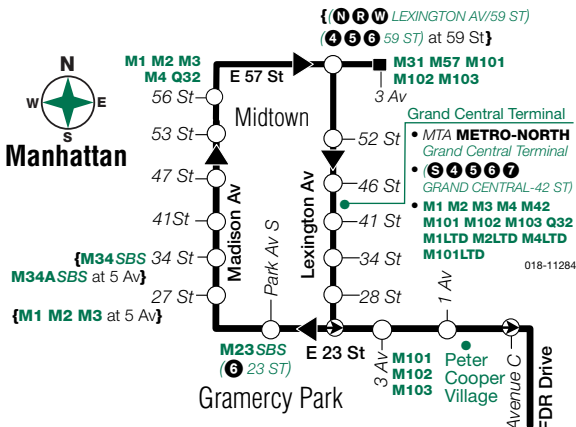 {(N R W LEXINGTON AV/59 ST)
(4 5 6 59 ST) at 59 St}
N
W E
S
Manhattan
M1 M2 M3
M4 Q32
E 57 St
M31 M57 M101
M102 M103
3 Av
56 St
Midtown
53 St
52 St
47 St
46 St
41St
41 St
{M34SBS 34 St
M34ASBS at 5 Av}
34 St
27 St
28 St
{M1 M2 M3 at 5 Av}
Madison Av
Park Av S
Lexington Av
Grand Central Terminal
• MTA METRO-NORTH
Grand Central Terminal
• (S 4 5 6 7
GRAND CENTRAL-42 ST)
• M1 M2 M3 M4 M42
M101 M102 M103 Q32
M1LTD M2LTD M4LTD
M101LTD
018-11284
1 Av
M23SBS
(6 23 ST)
E 23 St
3 Av
M101
M102
M103
Peter
Cooper
Village
Avenue C
FDR Drive
Gramercy Park